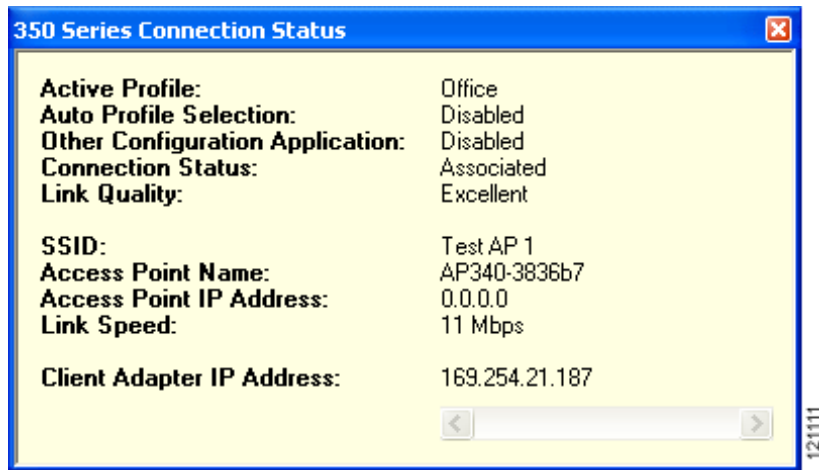 350 Series Connection Status
Active Profile: Office
Auto Profile Selection: Disabled
Other Configuration Application: Disabled
Connection Status: Associated
Link Quality: Excellent
SSID: Test AP 1
Access Point Name: AP340-3836b7
Access Point IP Address: 0.0.0.0
Link Speed: 11 Mbps
Client Adapter IP Address: 169.254.21.187
121111